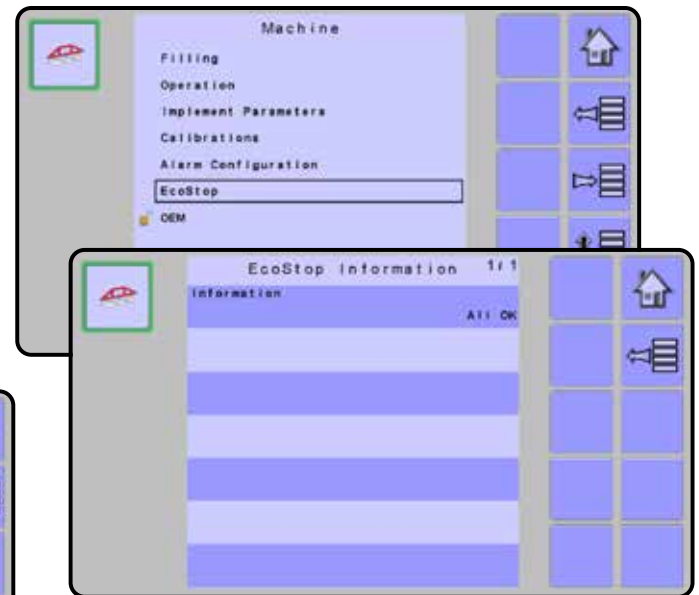 Machine
Filling
Operation
Implement Parameters
Calibrations
Alarm Configuration
EcoStop
OEM
EcoStop Information 1/1
Information
All OK